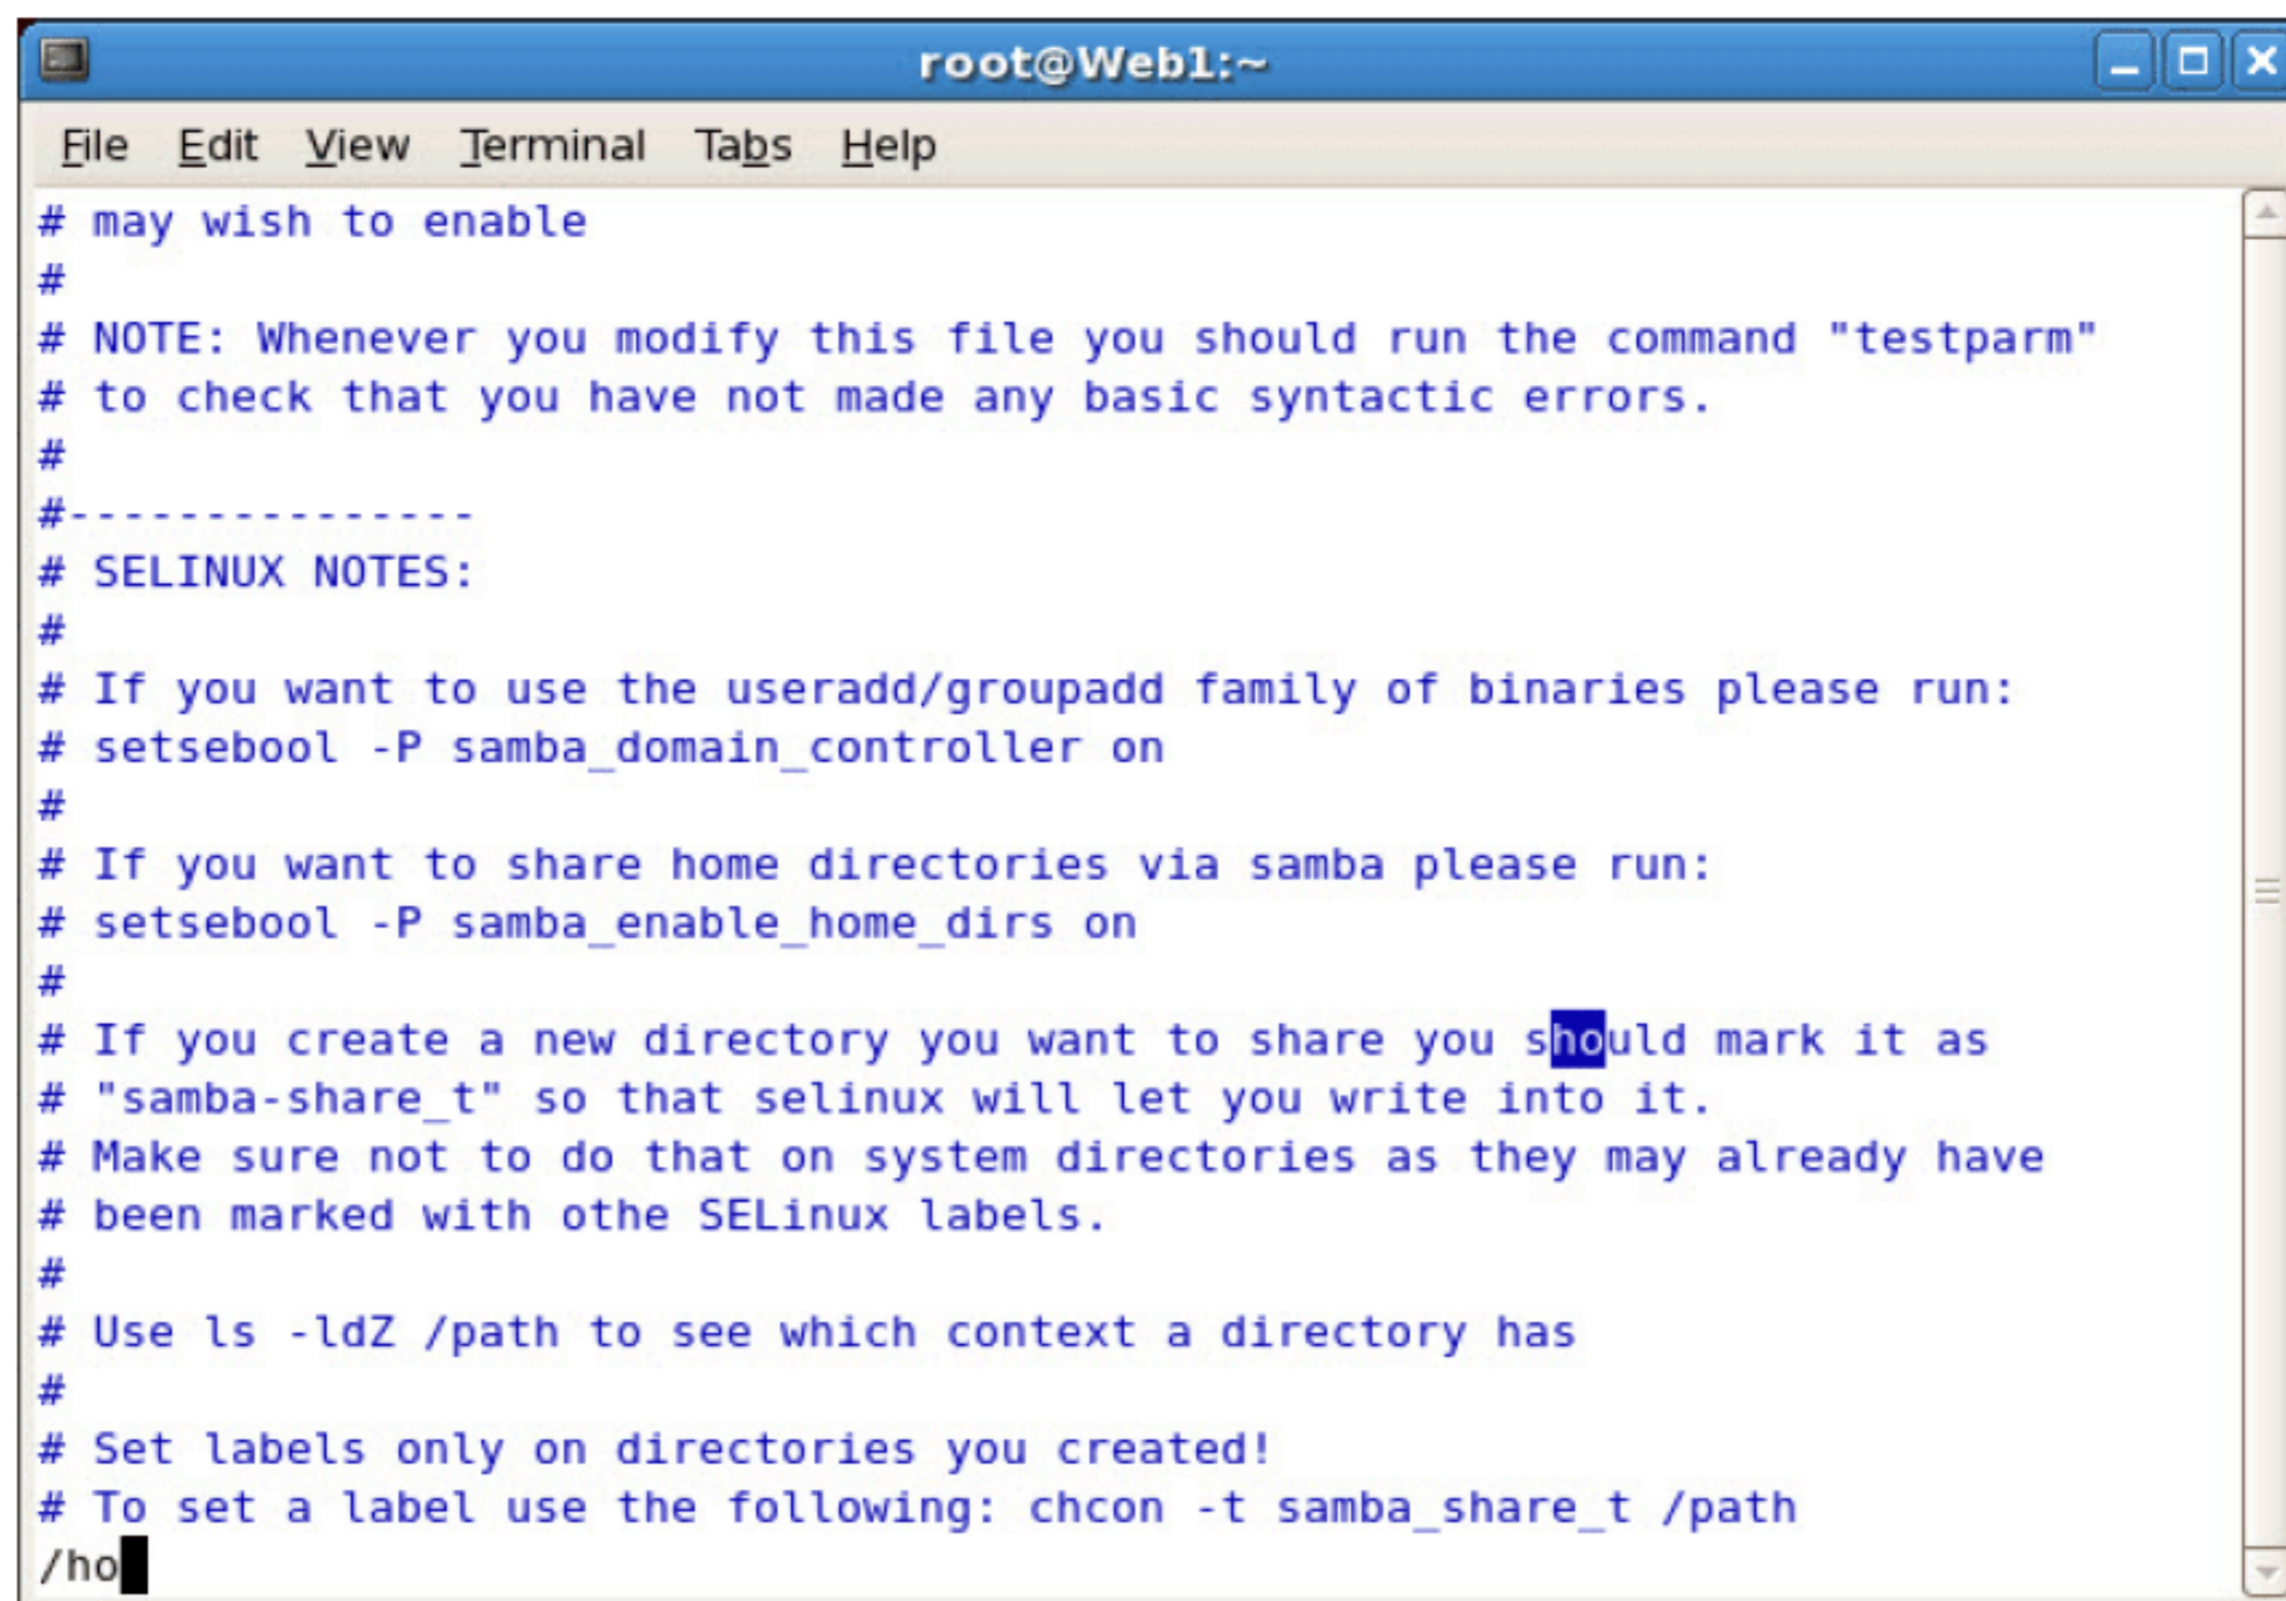 root@Web1:~
File Edit View Terminal Tabs Help
# may wish to enable
#
# NOTE: Whenever you modify this file you should run the command "testparm"
# to check that you have not made any basic syntactic errors.
#
#---------------
# SELINUX NOTES:
#
# If you want to use the useradd/groupadd family of binaries please run:
# setsebool -P samba_domain_controller on
#
# If you want to share home directories via samba please run:
# setsebool -P samba_enable_home_dirs on
#
# If you create a new directory you want to share you should mark it as
# "samba-share_t" so that selinux will let you write into it.
# Make sure not to do that on system directories as they may already have
# been marked with othe SELinux labels.
#
# Use ls -ldZ /path to see which context a directory has
#
# Set labels only on directories you created!
# To set a label use the following: chcon -t samba_share_t /path
/ho